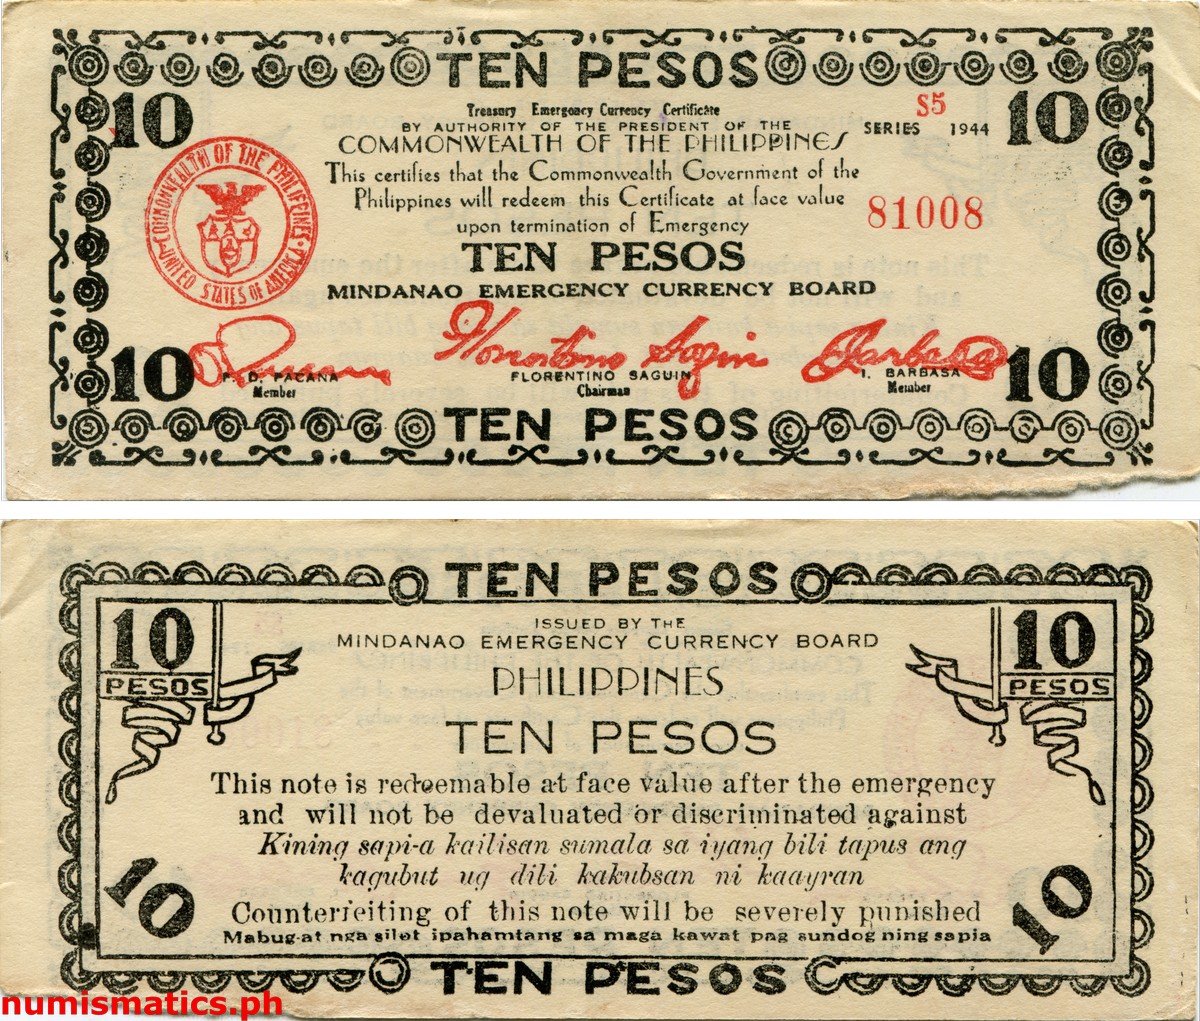 TEN PESOS
10
10
S5
SERIES 1944
Treasury Emergency Currency Certificate
BY AUTHORITY OF THE PRESIDENT OF THE
COMMONWEALTH OF THE PHILIPPINES
This certifies that the Commonwealth Government of the
Philippines will redeem this Certificate at face value
upon termination of Emergency
81008
TEN PESOS
MINDANAO EMERGENCY CURRENCY BOARD
COMMONWEALTH OF THE PHILIPPINES
UNITED STATES OF AMERICA
Florentino Saguin
Barbasa
10
P. D. PACANA
Member
FLORENTINO SAGUIN
Chairman
I. BARBASA
Member
10
TEN PESOS
TEN PESOS
10
PESOS
10
PESOS
ISSUED BY THE
MINDANAO EMERGENCY CURRENCY BOARD
PHILIPPINES
TEN PESOS
This note is redeemable at face value after the emergency
and will not be devaluated or discriminated against
Kining sapi-a kailisan sumala sa iyang bili tapus ang
kagubut ug dili kakubsan ni kaayran
Counterfeiting of this note will be severely punished
Mabug-at nga silot ipahamtang sa maga kawat pag sundog ning sapia
10
10
TEN PESOS
numismatics.ph